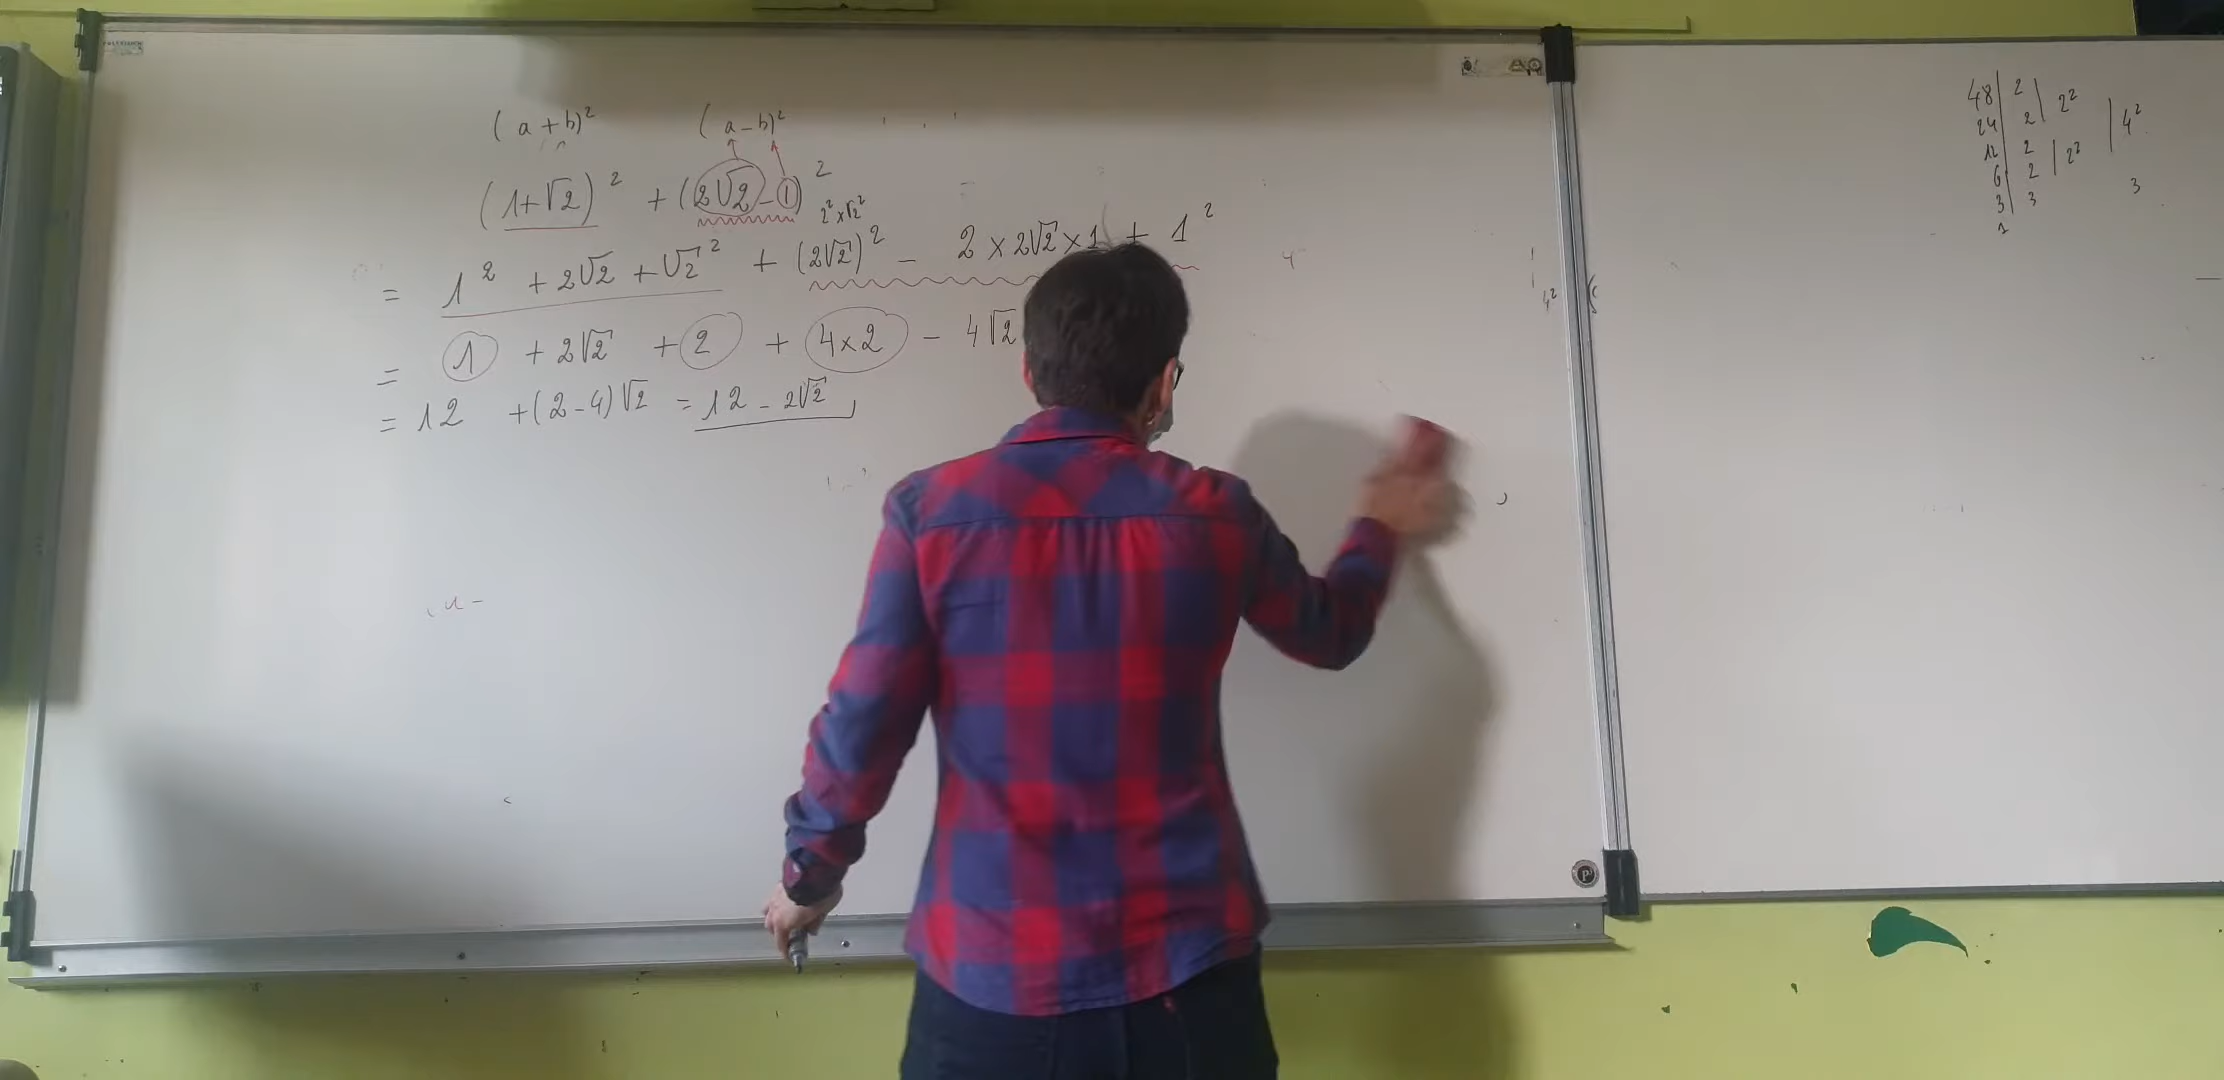 (a+b)² (a-b)²
(1+√2)² + (2√2-1)²
2²×√2²
= 1² + 2√2 + √2² + (2√2)² - 2×2√2×1 + 1²
= 1 + 2√2 + 2 + 4×2 - 4√2
= 12 + (2-4)√2 = 12 - 2√2
4²
48 | 2 | 2² | 4²
24 | 2
12 | 2 | 2²
6 | 2
3 | 3 3
1
P